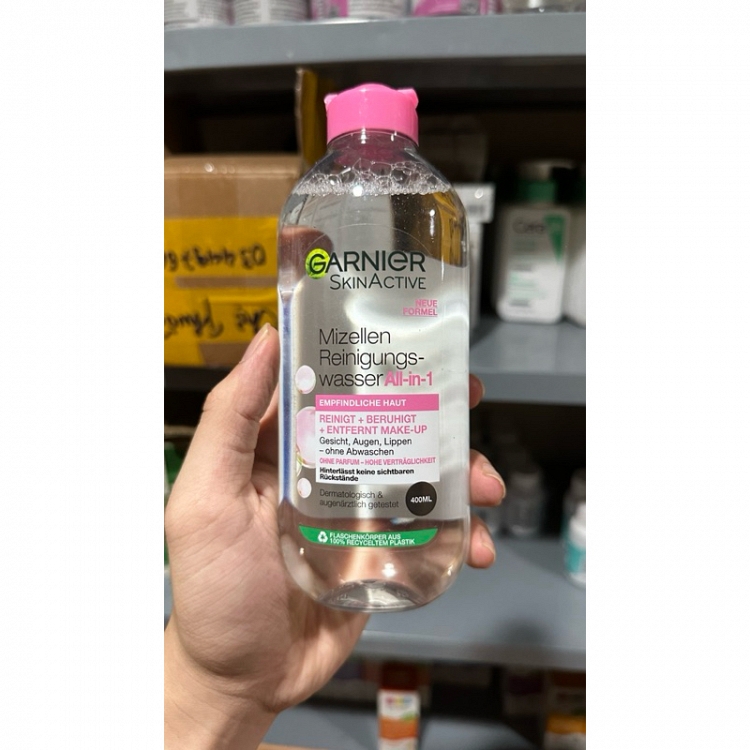 GARNIER
SKINACTIVE
NEUE
FORMEL
Mizellen
Reinigungs-
wasser All-in-1
EMPFINDLICHE HAUT
REINIGT + BERUHIGT
+ ENTFERNT MAKE-UP
Gesicht, Augen, Lippen
– ohne Abwaschen
OHNE PARFUM – HOHE VERTRÄGLICHKEIT
Hinterlässt keine sichtbaren
Rückstände
Dermatologisch &
augenärztlich getestet
400ML
FLASCHENKÖRPER AUS
100% RECYCELTEM PLASTIK